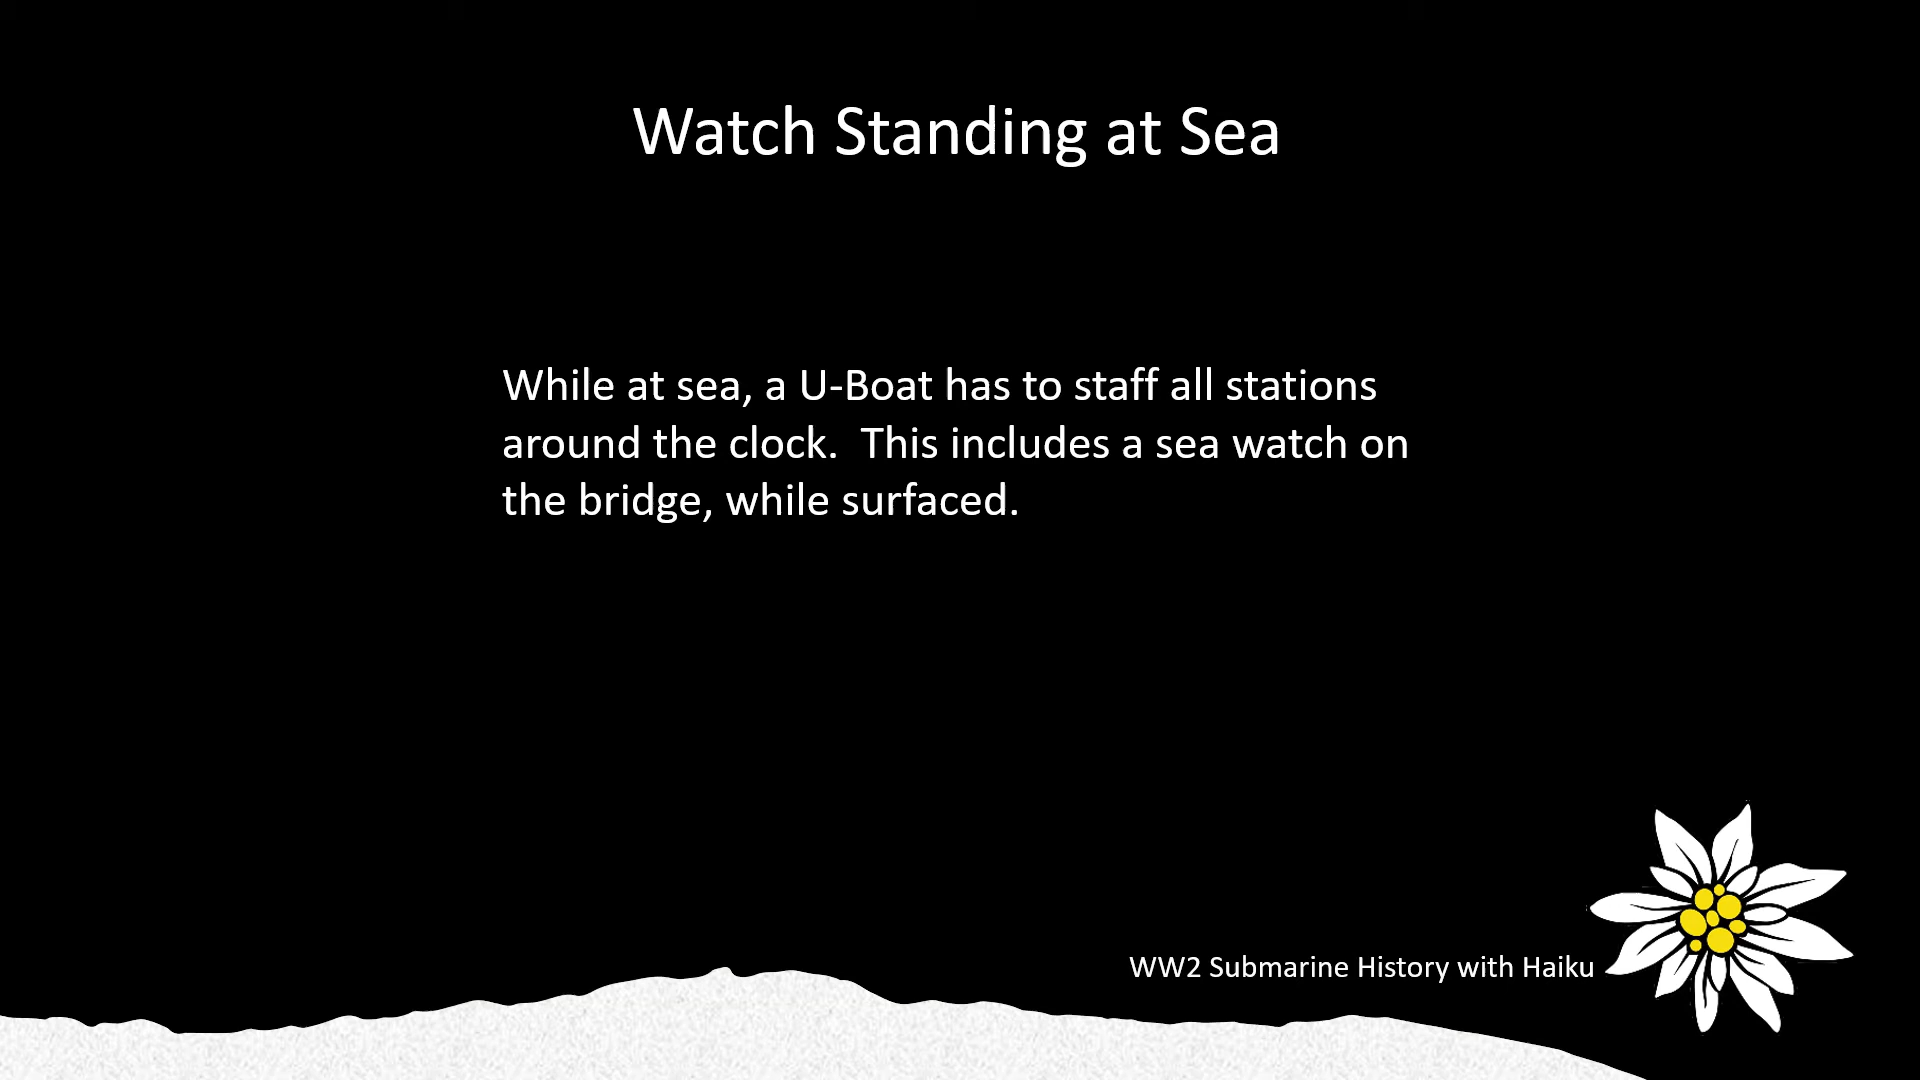 Watch Standing at Sea
While at sea, a U-Boat has to staff all stations
around the clock.  This includes a sea watch on
the bridge, while surfaced.
WW2 Submarine History with Haiku